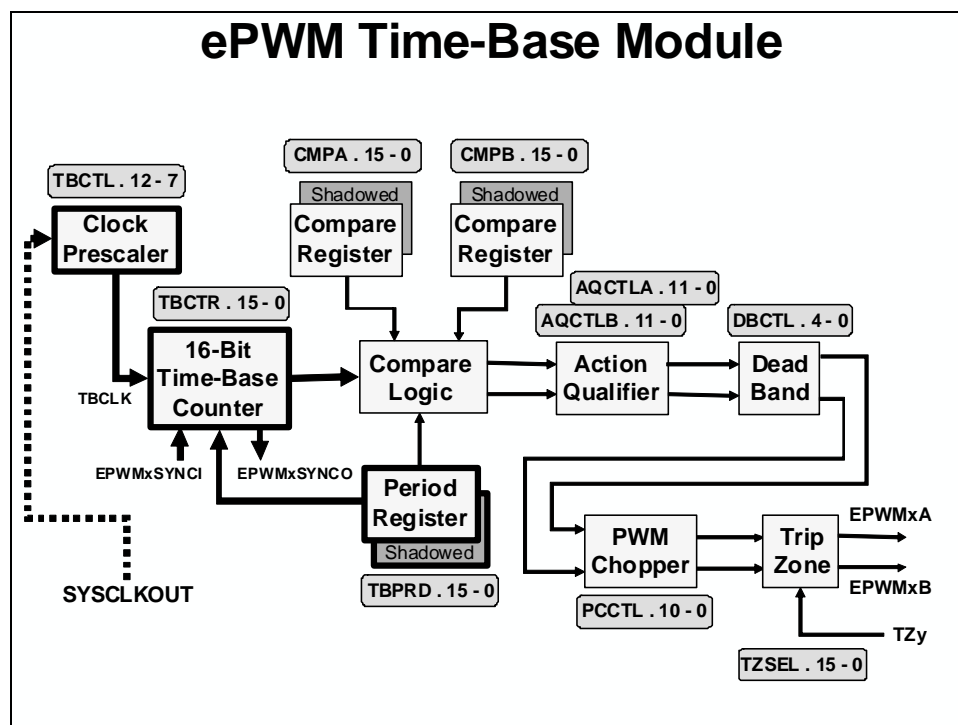 ePWM Time-Base Module
CMPA . 15 - 0
CMPB . 15 - 0
TBCTL . 12 - 7
Shadowed
Compare
Register
Shadowed
Compare
Register
Clock
Prescaler
AQCTLA . 11 - 0
TBCTR . 15 - 0
AQCTLB . 11 - 0
DBCTL . 4 - 0
16-Bit
Time-Base
Counter
Compare
Logic
Action
Qualifier
Dead
Band
TBCLK
EPWMxSYNCI
EPWMxSYNCO
Period
Register
Shadowed
TBPRD . 15 - 0
SYSCLKOUT
PWM
Chopper
PCCTL . 10 - 0
Trip
Zone
EPWMxA
EPWMxB
TZy
TZSEL . 15 - 0